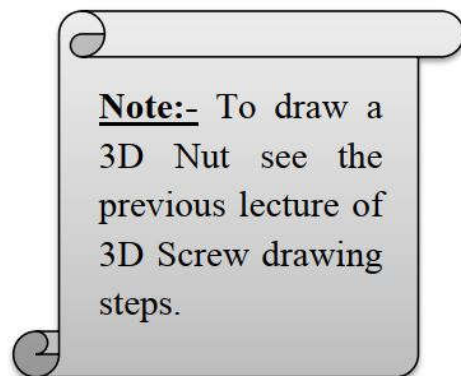 Note:- To draw a
3D Nut see the
previous lecture of
3D Screw drawing
steps.